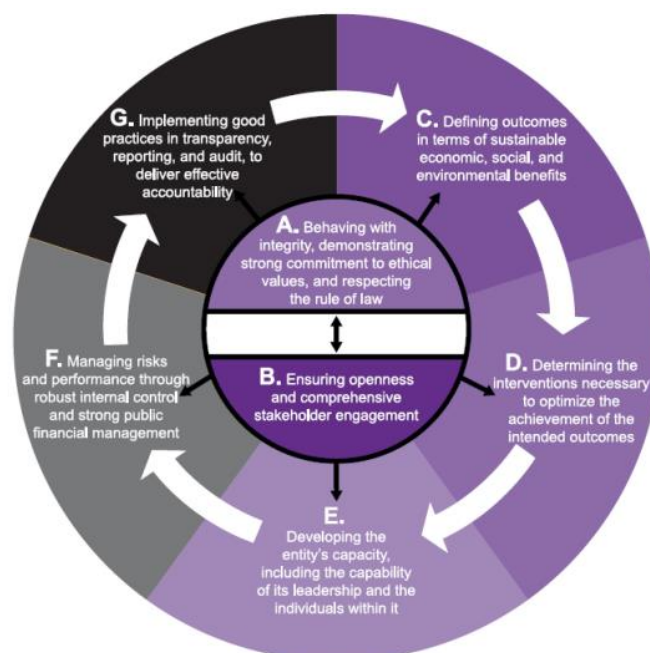 A. Behaving with
integrity, demonstrating
strong commitment to ethical
values, and respecting
the rule of law
B. Ensuring openness
and comprehensive
stakeholder engagement
C. Defining outcomes
in terms of sustainable
economic, social, and
environmental benefits
D. Determining the
interventions necessary
to optimize the
achievement of the
intended outcomes
E.
Developing the
entity's capacity,
including the capability
of its leadership and the
individuals within it
F. Managing risks
and performance through
robust internal control
and strong public
financial management
G. Implementing good
practices in transparency,
reporting, and audit, to
deliver effective
accountability